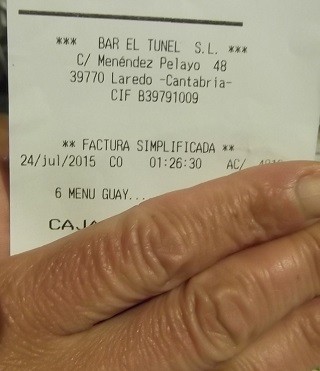 *** BAR EL TUNEL S.L. ***
C/ Menéndez Pelayo 48
39770 Laredo -Cantabria-
CIF B39791009
** FACTURA SIMPLIFICADA **
24/jul/2015 CO 01:26:30 AC/
6 MENU GUAY...